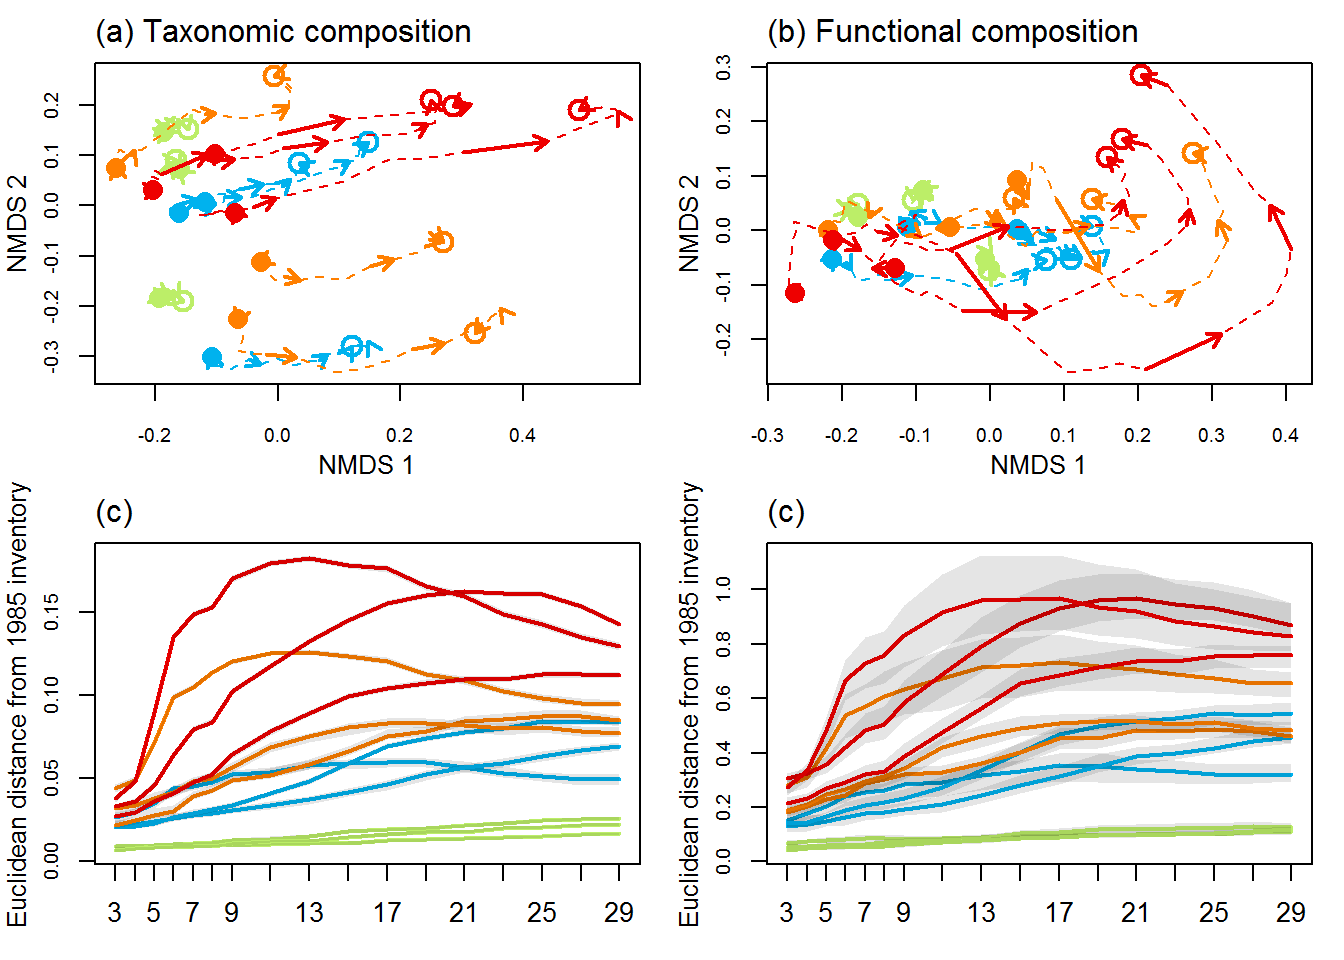 (a) Taxonomic composition
(b) Functional composition
NMDS 2
0.2
0.1
0.0
-0.1
-0.2
-0.3
-0.2
0.0
0.2
0.4
NMDS 1
NMDS 2
0.3
0.2
0.1
0.0
-0.1
-0.2
-0.3
-0.2
-0.1
0.0
0.1
0.2
0.3
0.4
NMDS 1
(c)
Euclidean distance from 1985 inventory
0.15
0.10
0.05
0.00
3 5 7 9 13 17 21 25 29
(c)
Euclidean distance from 1985 inventory
1.0
0.8
0.6
0.4
0.2
0.0
3 5 7 9 13 17 21 25 29